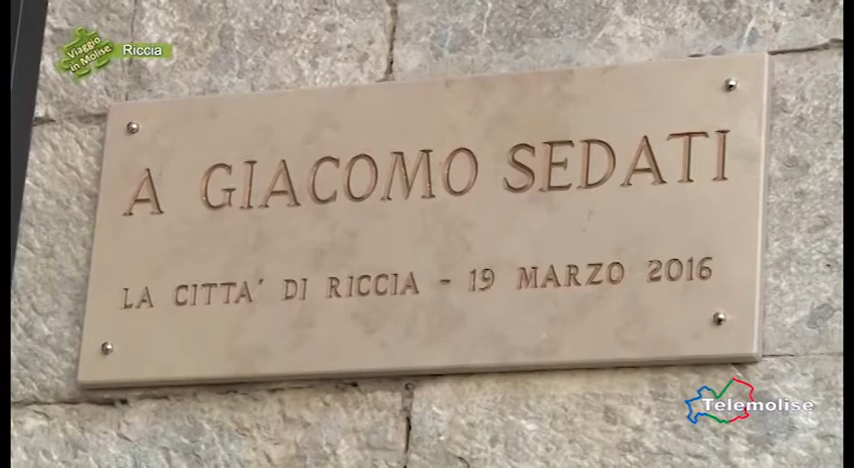 Viaggio
in Molise
Riccia
A GIACOMO SEDATI
LA CITTA' DI RICCIA - 19 MARZO 2016
Telemolise